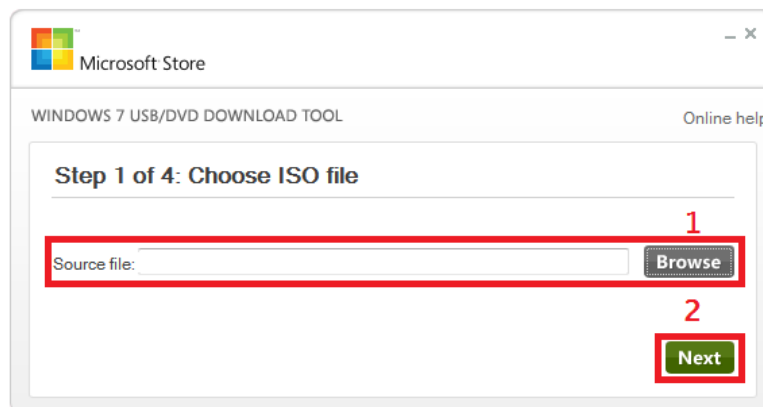 Microsoft Store
WINDOWS 7 USB/DVD DOWNLOAD TOOL
Online help
Step 1 of 4: Choose ISO file
1
Source file:
Browse
2
Next